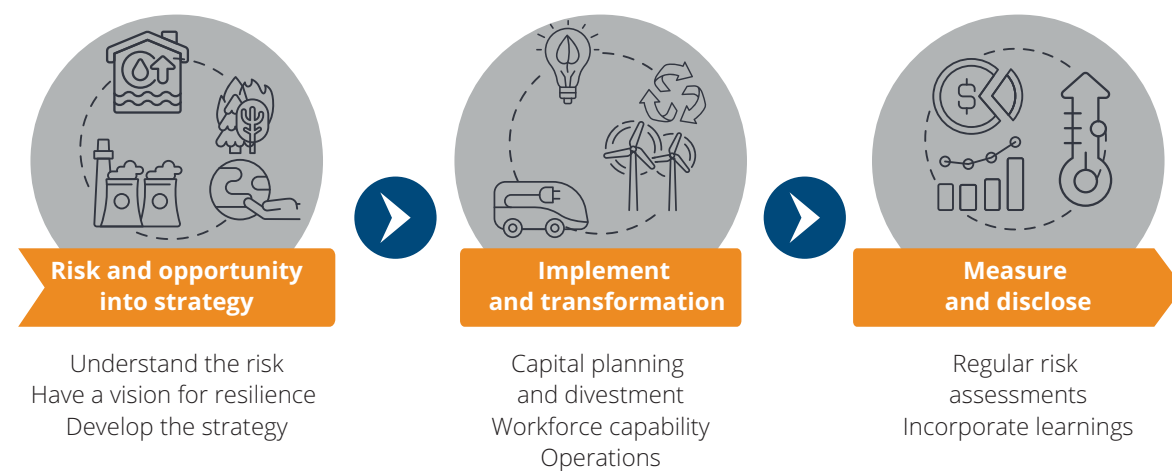 $
Risk and opportunity
into strategy
Understand the risk
Have a vision for resilience
Develop the strategy
Implement
and transformation
Capital planning
and divestment
Workforce capability
Operations
Measure
and disclose
Regular risk
assessments
Incorporate learnings